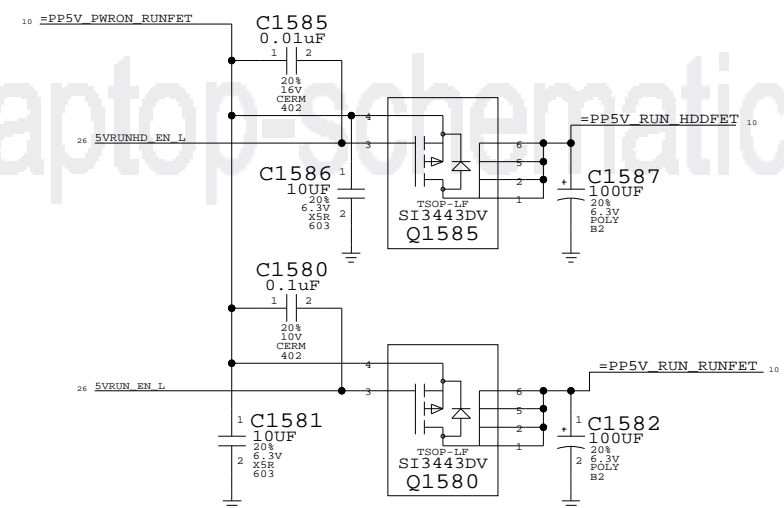 laptop-schematic
10 =PP5V_PWRON_RUNFET
C1585
0.01uF
1 2
20%
16V
CERM
402
4
=PP5V_RUN_HDDFET 10
26 5VRUNHD_EN_L
3
6
5
2
1
C1586
10UF
20%
6.3V
X5R
603
1
2
TSOP-LF
SI3443DV
Q1585
+
C1587
100UF
20%
6.3V
POLY
B2
C1580
0.1uF
1 2
20%
10V
CERM
402
4
=PP5V_RUN_RUNFET 10
26 5VRUN_EN_L
3
6
5
2
1
1
C1581
10UF
20%
6.3V
X5R
603
2
TSOP-LF
SI3443DV
Q1580
1
+
C1582
100UF
20%
6.3V
POLY
B2
2